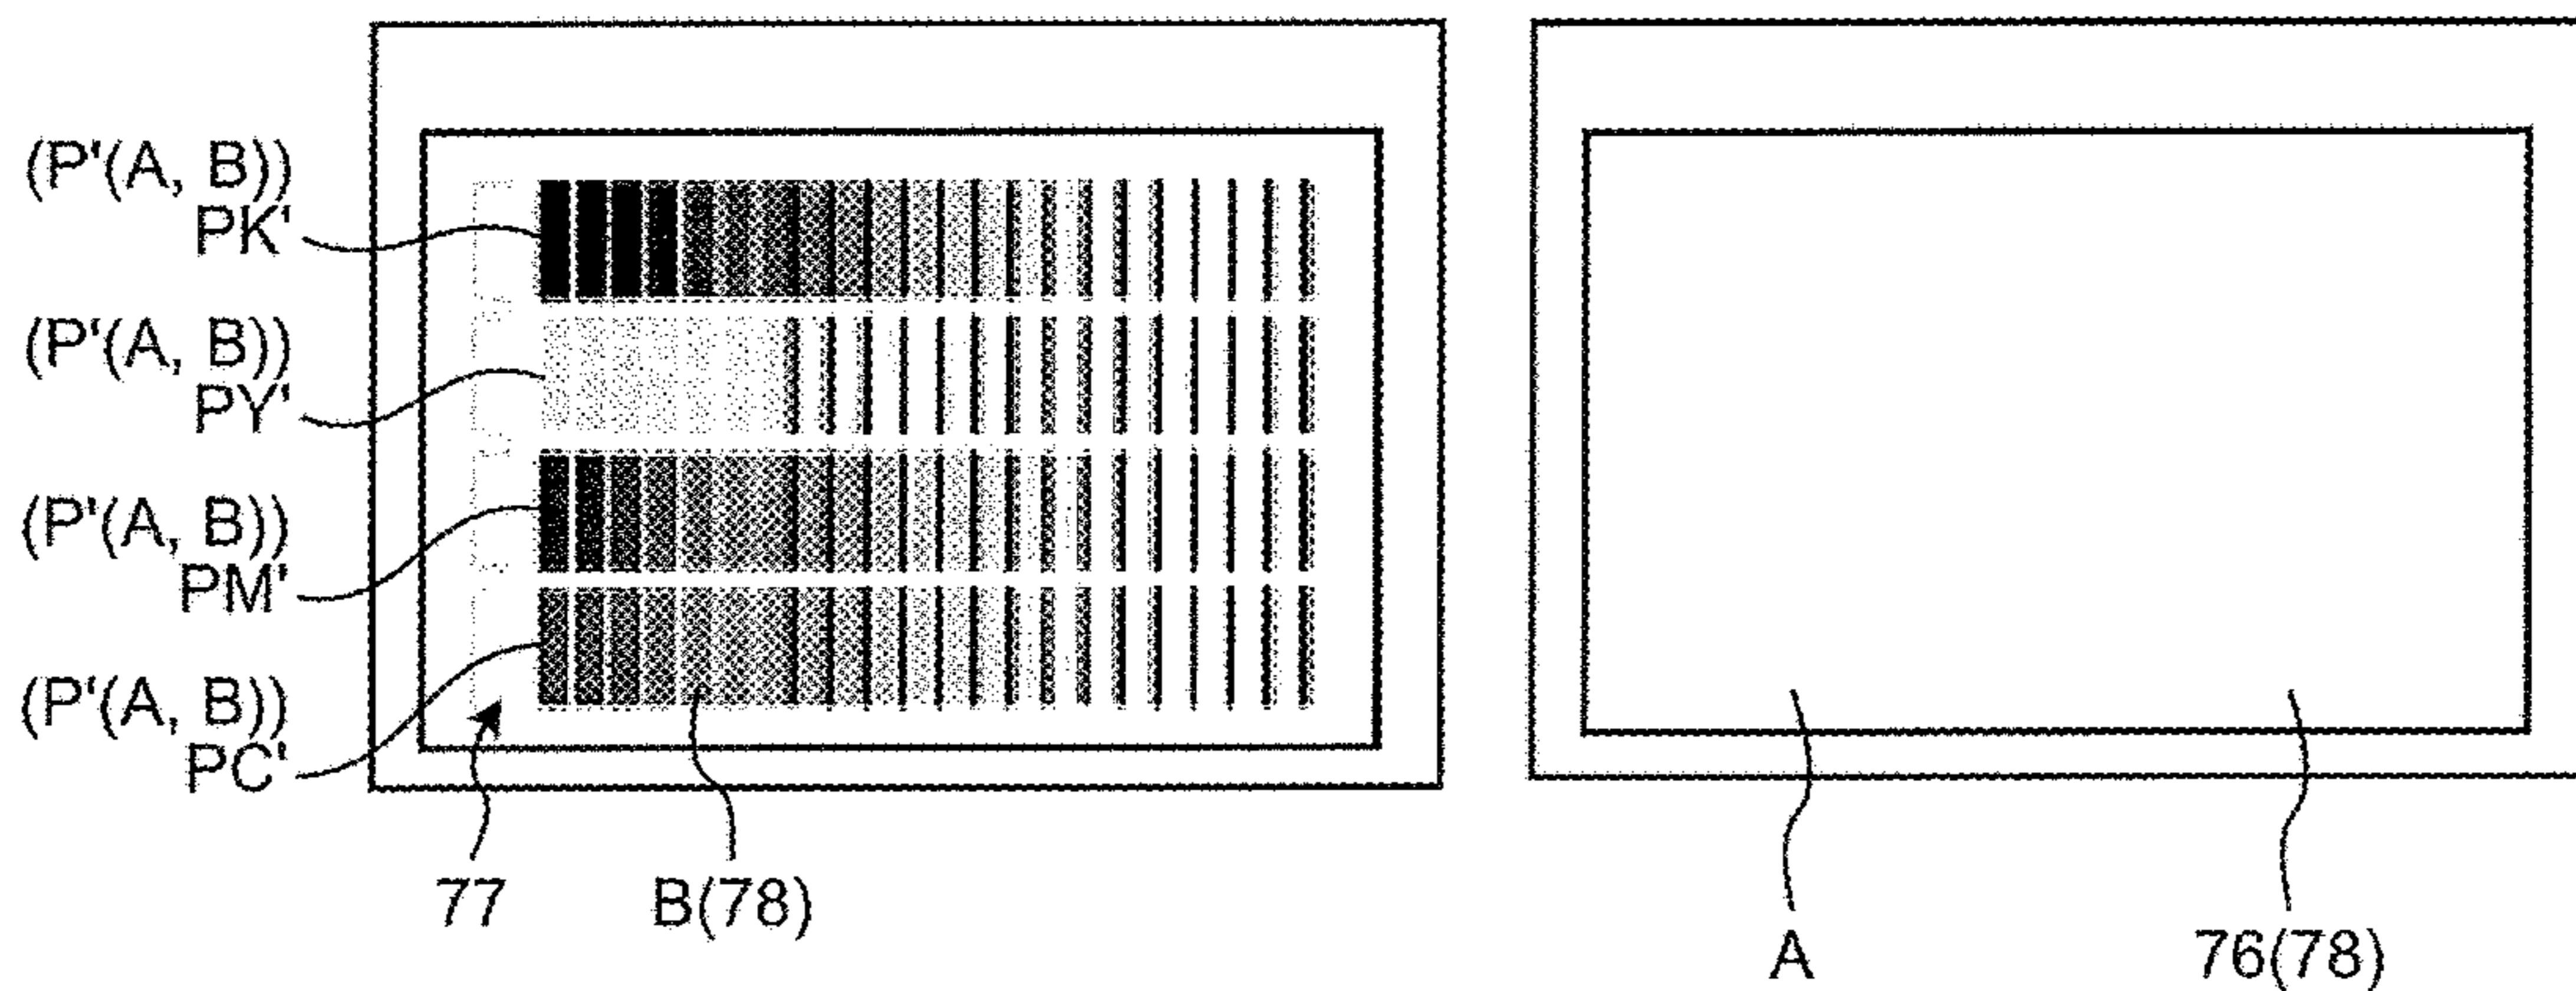 (P'(A, B))
PK'
(P'(A, B))
PY'
(P'(A, B))
PM'
(P'(A, B))
PC'
77
B(78)
A
76(78)